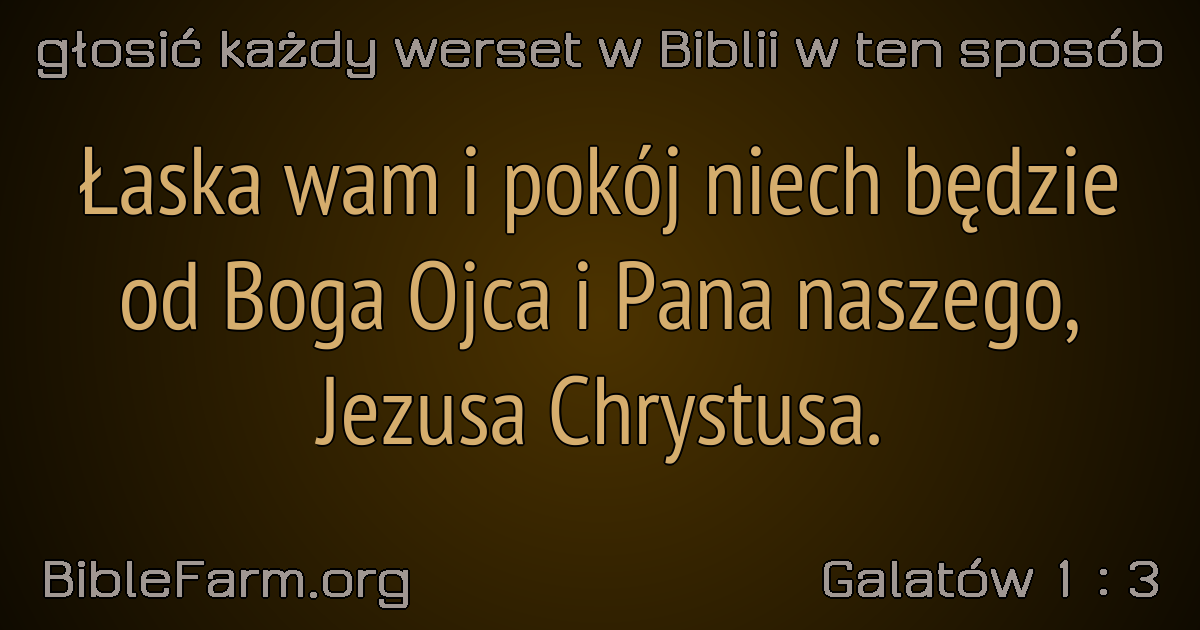 głosić każdy werset w Biblii w ten sposób
Łaska wam i pokój niech będzie
od Boga Ojca i Pana naszego,
Jezusa Chrystusa.
BibleFarm.org
Galatów 1 : 3